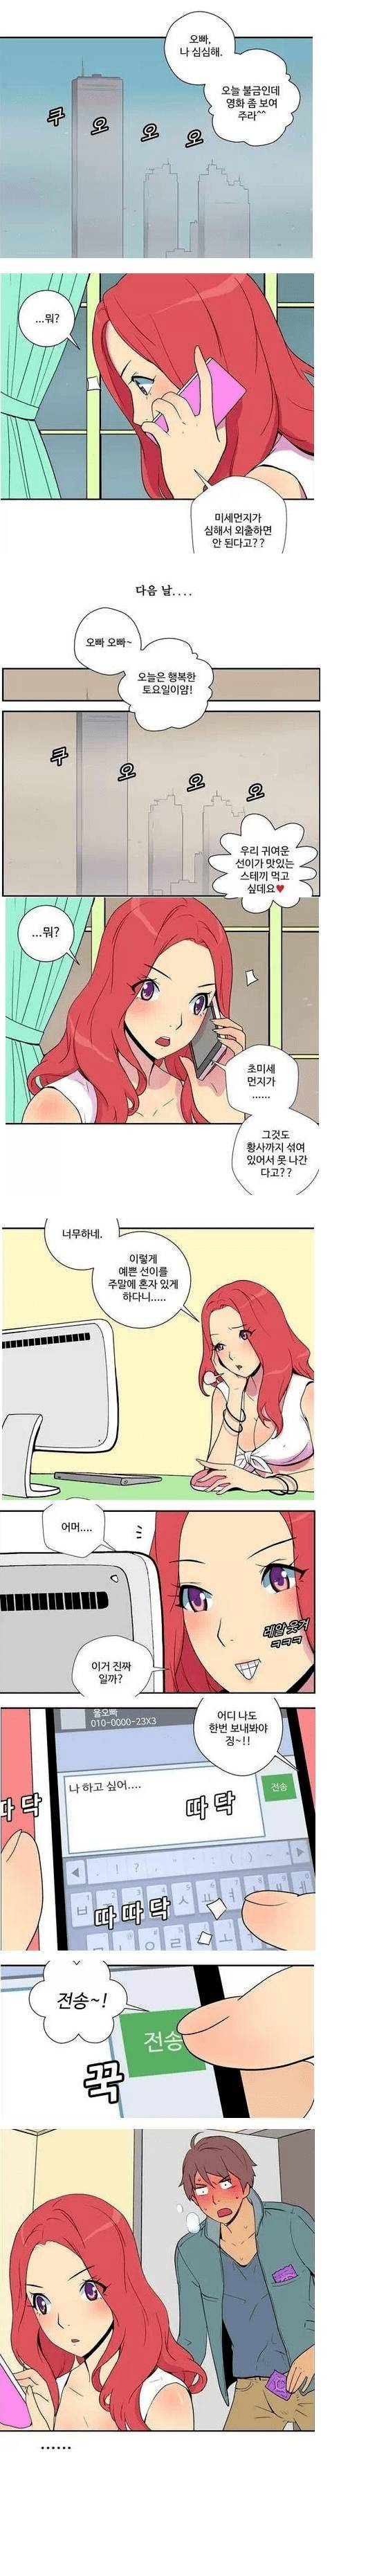 오빠,
나 심심해.
오늘 불금인데
영화 좀 보여
주라^^
쿠 오 오 오
...뭐?
미세먼지가
심해서 외출하면
안 된다고??
다음 날....
오빠 오빠~
오늘은 행복한
토요일이얌!
쿠 오 오 오
우리 귀여운
선이가 맛있는
스테끼 먹고
싶데요♥
...뭐?
초미세
먼지가
......
그것도
황사까지 섞여
있어서 못 나간
다고??
너무하네.
이렇게
예쁜 선이를
주말에 혼자 있게
하다니.....
어머....
레알 웃겨
ㅋㅋㅋ
이거 진짜
일까?
울오빠
010-0000-23X3
어디 나도
한번 보내봐야
징~!!
나 하고 싶어....
전송
따 닥
따 닥
따 따 닥
전송~!
전송
꾹
......